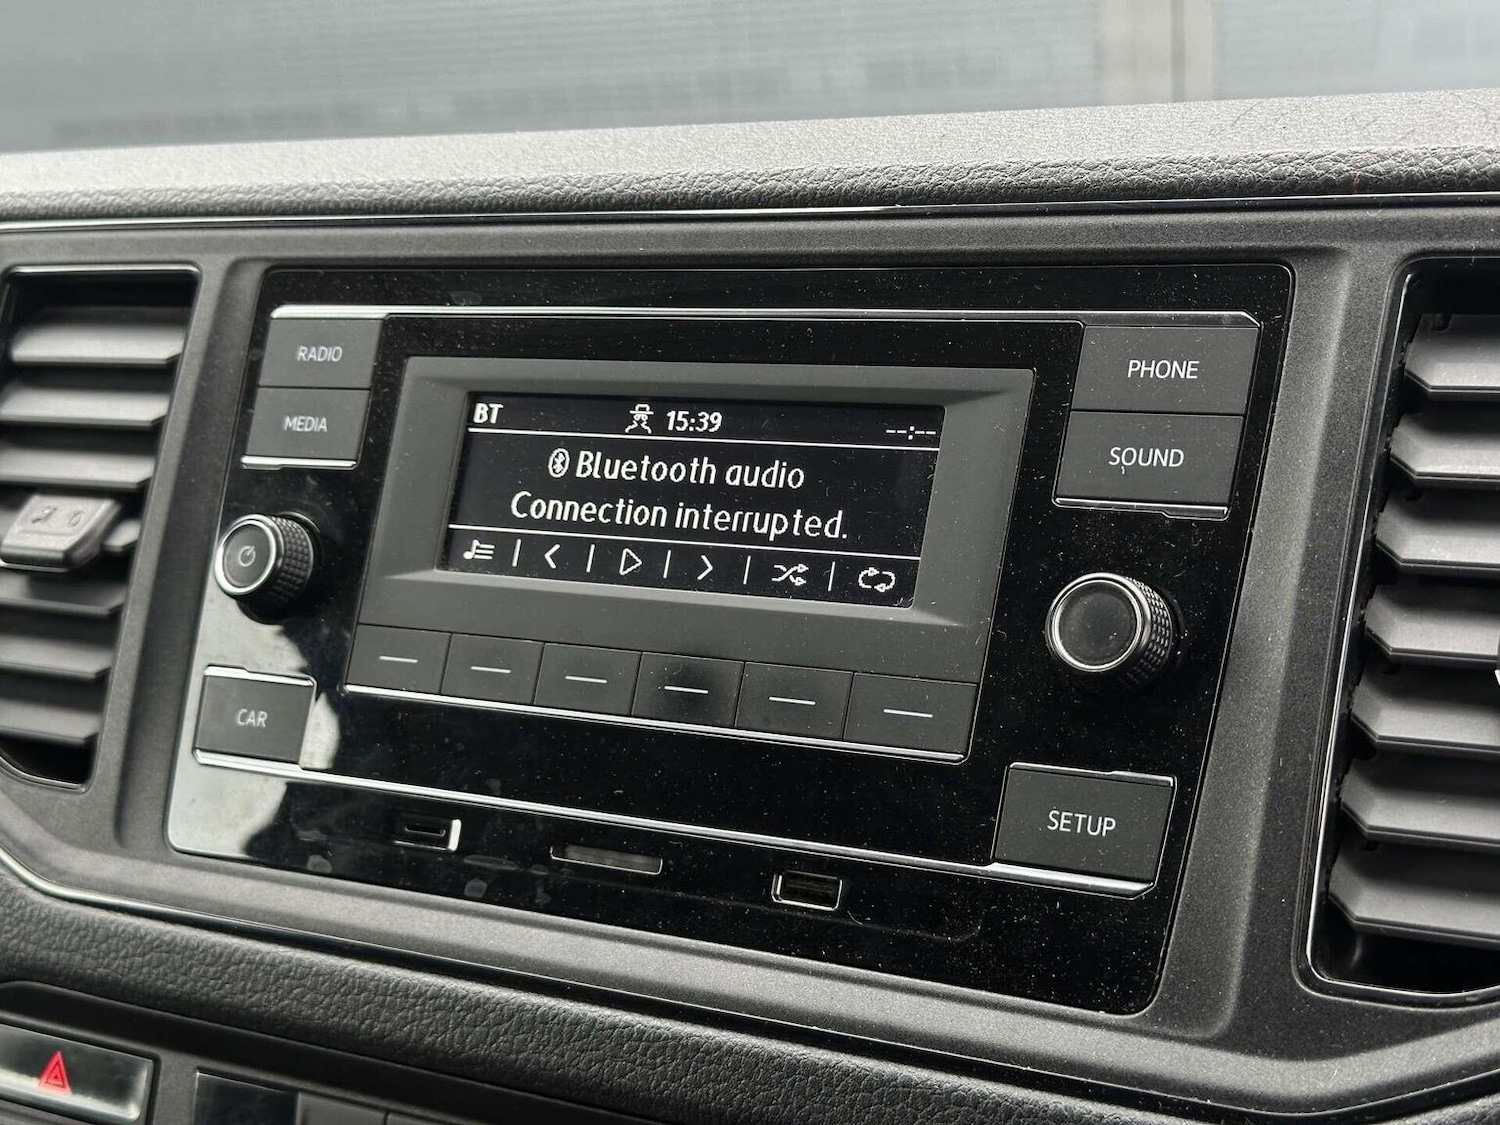 RADIO
MEDIA
PHONE
SOUND
BT 15:39 --:--
Bluetooth audio
Connection interrupted.
CAR
SETUP